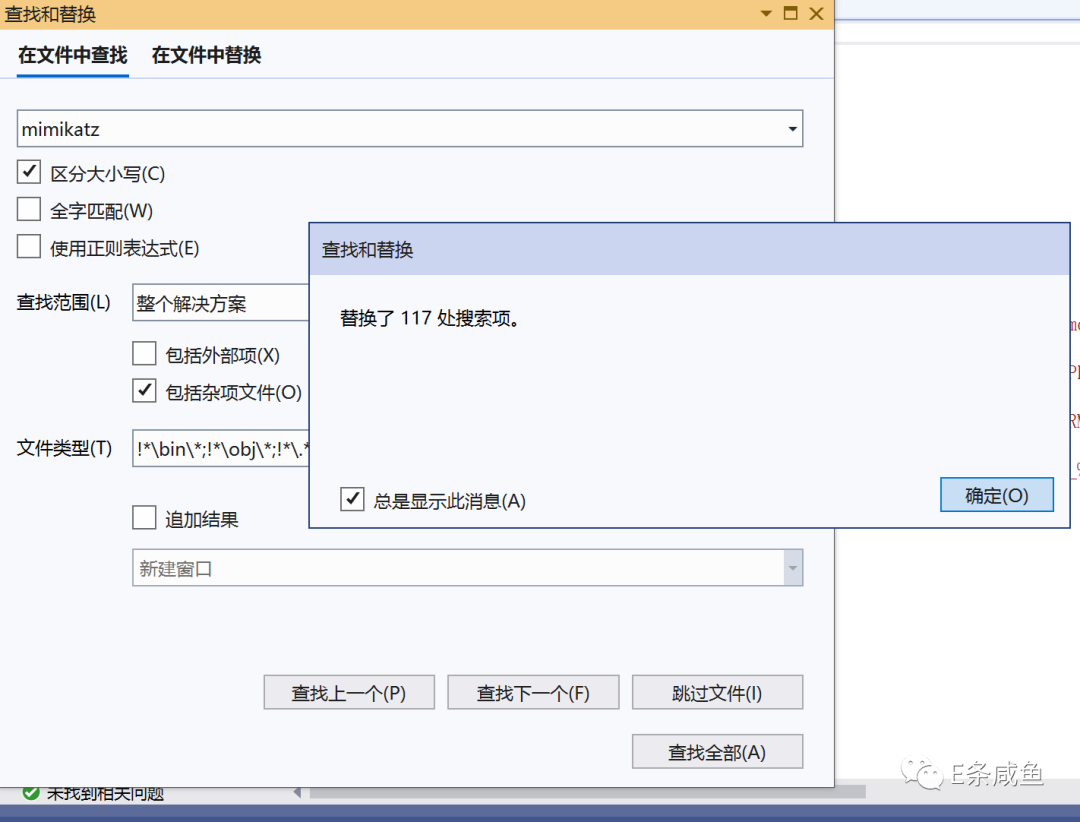 查找和替换
在文件中查找 在文件中替换
mimikatz
区分大小写(C)
全字匹配(W)
使用正则表达式(E)
查找和替换
查找范围(L) 整个解决方案
替换了 117 处搜索项。
包括外部项(X)
包括杂项文件(O)
文件类型(T) !*\bin\*;!*\obj\*;!*\.*
总是显示此消息(A) 确定(O)
追加结果
新建窗口
查找上一个(P) 查找下一个(F) 跳过文件(I)
查找全部(A)
E条咸鱼
未找到相关问题